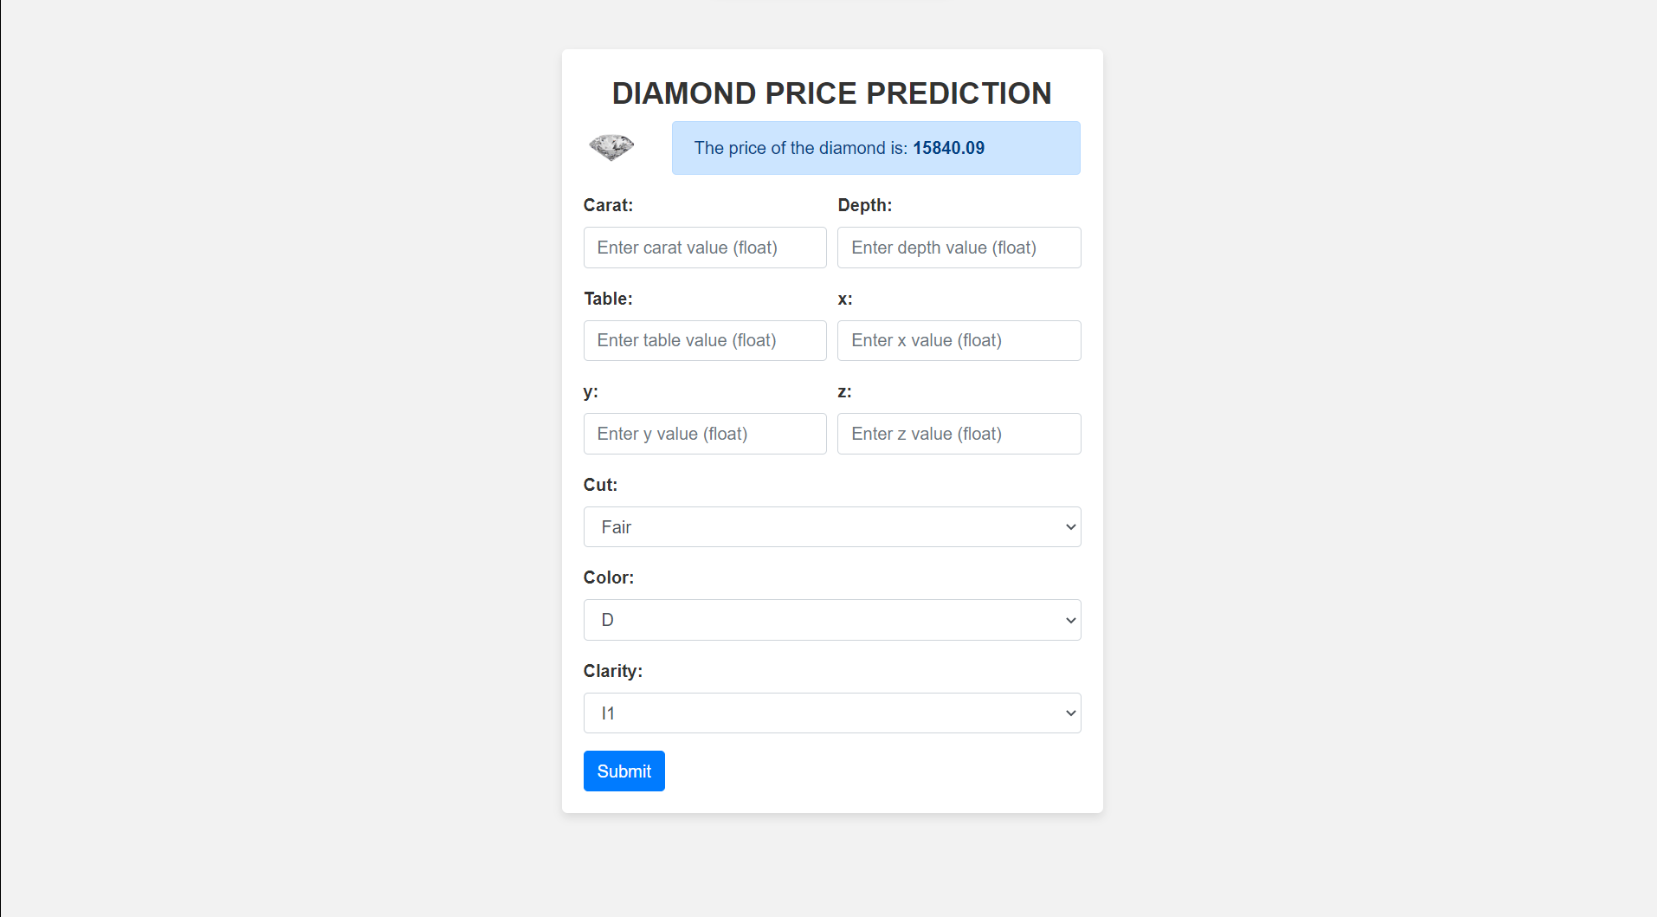 DIAMOND PRICE PREDICTION
The price of the diamond is: 15840.09
Carat: Depth:
Enter carat value (float) Enter depth value (float)
Table: x:
Enter table value (float) Enter x value (float)
y: z:
Enter y value (float) Enter z value (float)
Cut:
Fair
Color:
D
Clarity:
I1
Submit